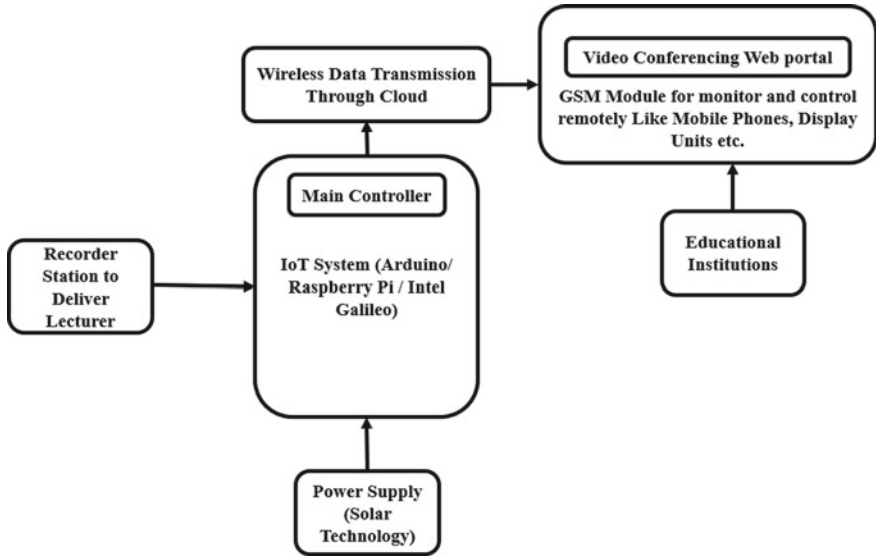 Wireless Data Transmission
Through Cloud
Video Conferencing Web portal
GSM Module for monitor and control
remotely Like Mobile Phones, Display
Units etc.
Main Controller
IoT System (Arduino/
Raspberry Pi / Intel
Galileo)
Recorder
Station to
Deliver
Lecturer
Educational
Institutions
Power Supply
(Solar
Technology)